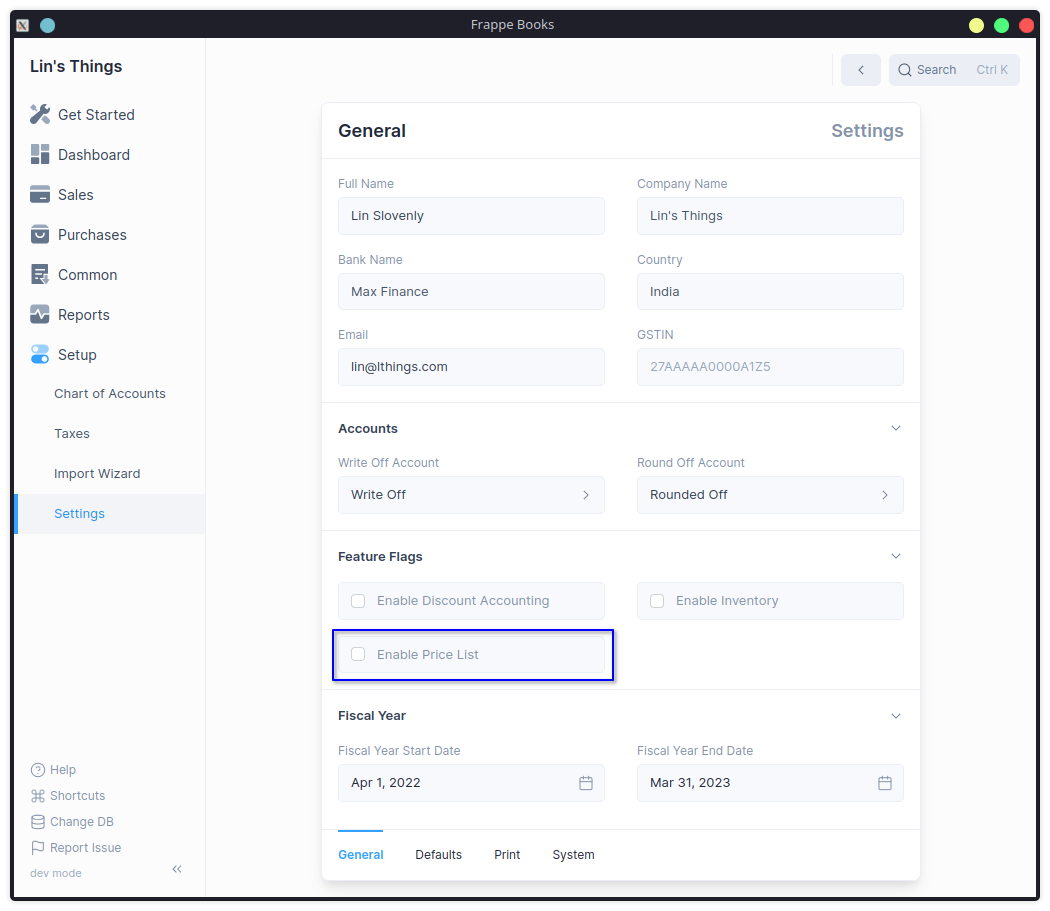 Frappe Books
Lin's Things
Get Started
Dashboard
Sales
Purchases
Common
Reports
Setup
Chart of Accounts
Taxes
Import Wizard
Settings
Help
Shortcuts
Change DB
Report Issue
dev mode
Search Ctrl K
General Settings
Full Name Company Name
Lin Slovenly Lin's Things
Bank Name Country
Max Finance India
Email GSTIN
lin@lthings.com 27AAAAA0000A1Z5
Accounts
Write Off Account Round Off Account
Write Off Rounded Off
Feature Flags
Enable Discount Accounting Enable Inventory
Enable Price List
Fiscal Year
Fiscal Year Start Date Fiscal Year End Date
Apr 1, 2022 Mar 31, 2023
General Defaults Print System